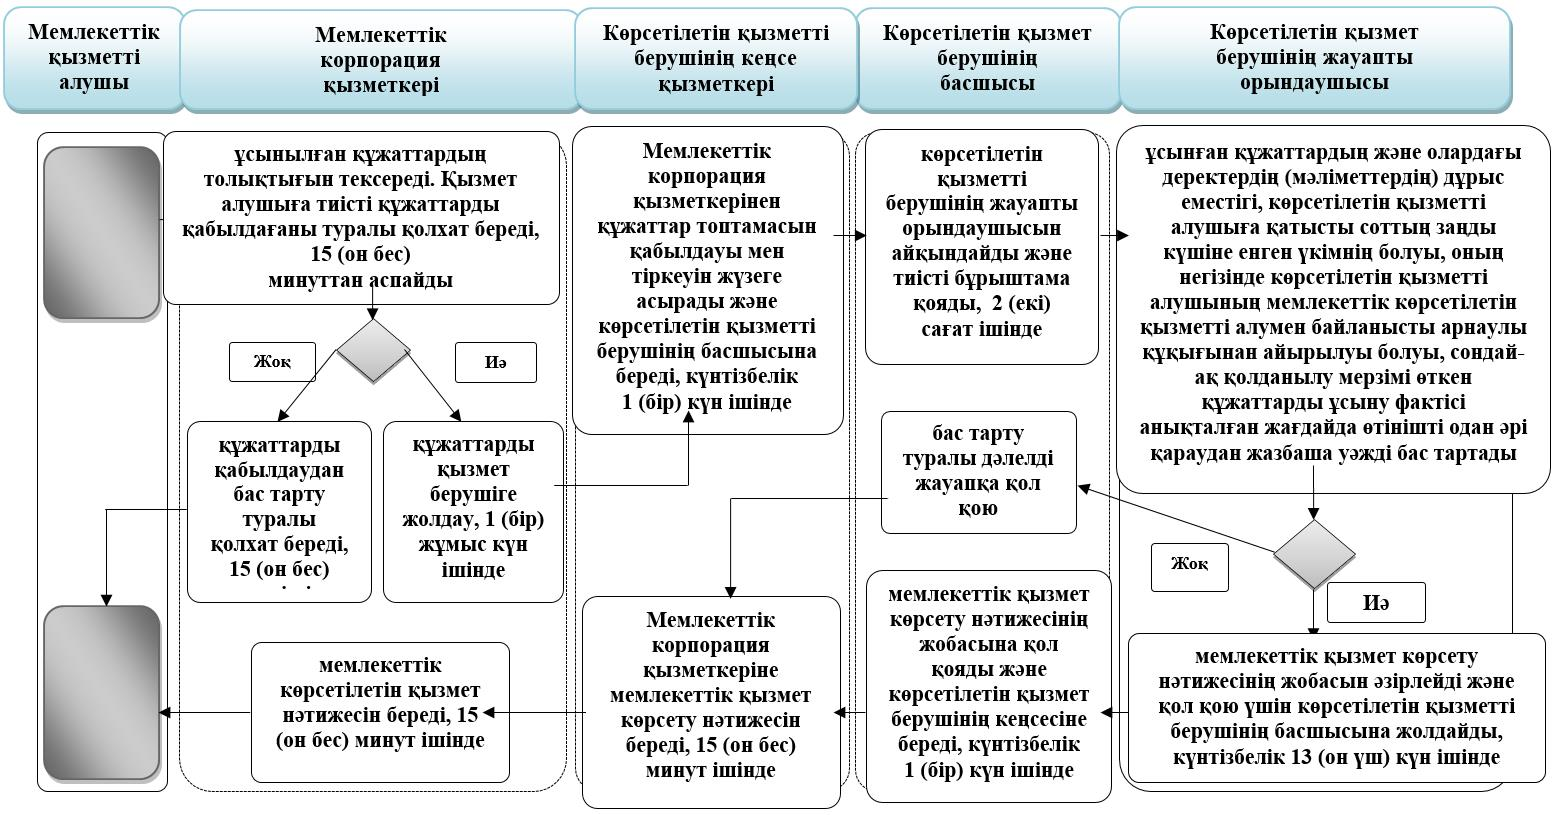 Мемлекеттік
қызметті
алушы
Мемлекеттік
корпорация
қызметкері
Көрсетілетін қызметті
берушінің кеңсе
қызметкері
Көрсетілетін қызмет
берушінің
басшысы
Көрсетілетін қызмет
берушінің жауапты
орындаушысы
ұсынылған құжаттардың
толықтығын тексереді. Қызмет
алушыға тиісті құжаттарды
қабылдағаны туралы қолхат береді,
15 (он бес)
минуттан аспайды
Жоқ
Иә
құжаттарды
қабылдаудан
бас тарту
туралы
қолхат береді,
15 (он бес)
құжаттарды
қызмет
берушіге
жолдау, 1 (бір)
жұмыс күн
ішінде
мемлекеттік
көрсетілетін қызмет
нәтижесін береді, 15
(он бес) минут ішінде
Мемлекеттік
корпорация
қызметкерінен
құжаттар топтамасын
қабылдауы мен
тіркеуін жүзеге
асырады және
көрсетілетін қызметті
берушінің басшысына
береді, күнтізбелік
1 (бір) күн ішінде
Мемлекеттік
корпорация
қызметкеріне
мемлекеттік қызмет
көрсету нәтижесін
береді, 15 (он бес)
минут ішінде
көрсетілетін
қызметті
берушінің жауапты
орындаушысын
айқындайды және
тиісті бұрыштама
қояды,  2 (екі)
сағат ішінде
бас тарту
туралы дәлелді
жауапқа қол
қою
мемлекеттік қызмет
көрсету нәтижесінің
жобасына қол
қояды және
көрсетілетін қызмет
берушінің кеңсесіне
береді, күнтізбелік
1 (бір) күн ішінде
ұсынған құжаттардың және олардағы
деректердің (мәліметтердің) дұрыс
еместігі, көрсетілетін қызметті
алушыға қатысты соттың заңды
күшіне енген үкімнің болуы, оның
негізінде көрсетілетін қызметті
алушының мемлекеттік көрсетілетін
қызметті алумен байланысты арнаулы
құқығынан айырылуы болуы, сондай-
ақ қолданылу мерзімі өткен
құжаттарды ұсыну фактісі
анықталған жағдайда өтінішті одан әрі
қараудан жазбаша уәжді бас тартады
Жоқ
Иә
мемлекеттік қызмет көрсету
нәтижесінің жобасын әзірлейді және
қол қою үшін көрсетілетін қызметті
берушінің басшысына жолдайды,
күнтізбелік 13 (он үш) күн ішінде